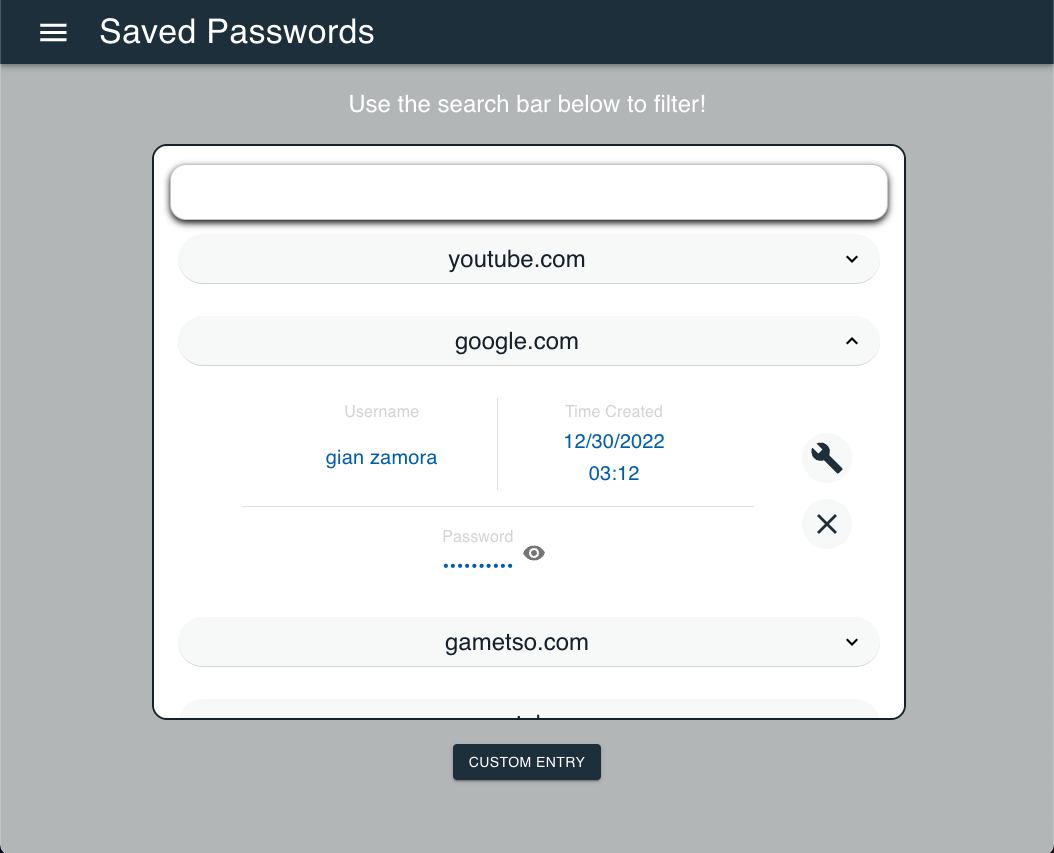 Saved Passwords
Use the search bar below to filter!
youtube.com
google.com
Username
gian zamora
Time Created
12/30/2022
03:12
Password
••••••••••
gametso.com
CUSTOM ENTRY